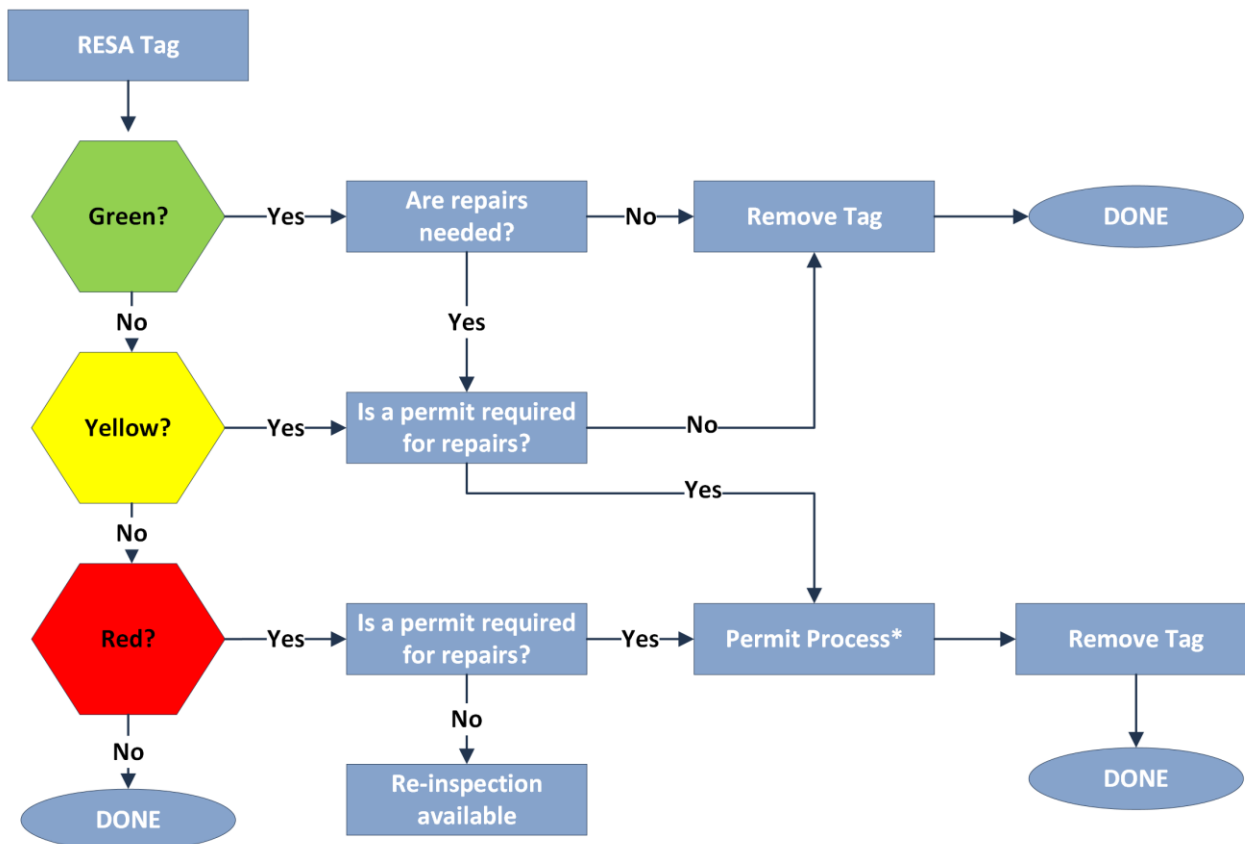 RESA Tag
Green?
Yes
Are repairs
needed?
No
Remove Tag
DONE
No
Yes
Yellow?
Yes
Is a permit required
for repairs?
No
Yes
No
Red?
Yes
Is a permit required
for repairs?
Yes
Permit Process*
Remove Tag
No
No
Re-inspection
available
DONE
DONE